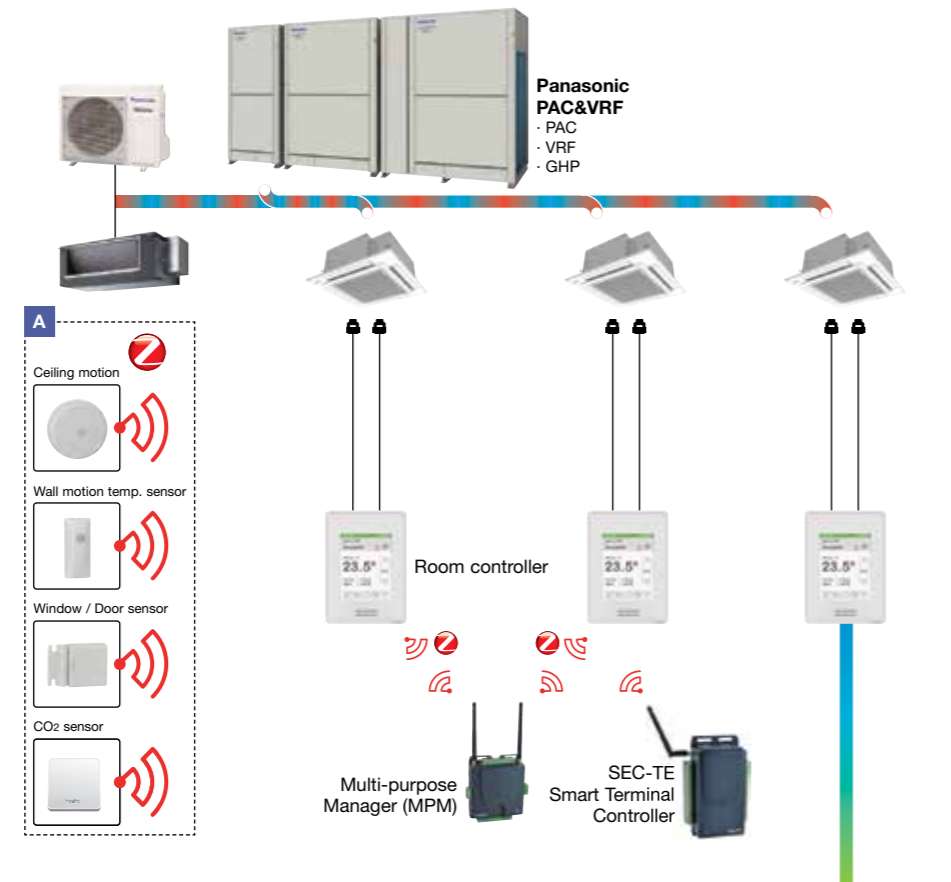 Panasonic
PAC&VRF
· PAC
· VRF
· GHP
A
Z
Ceiling motion
Wall motion temp. sensor
Window / Door sensor
CO2 sensor
23.5°
Room controller
23.5°
23.5°
Z
Z
Multi-purpose
Manager (MPM)
SEC-TE
Smart Terminal
Controller